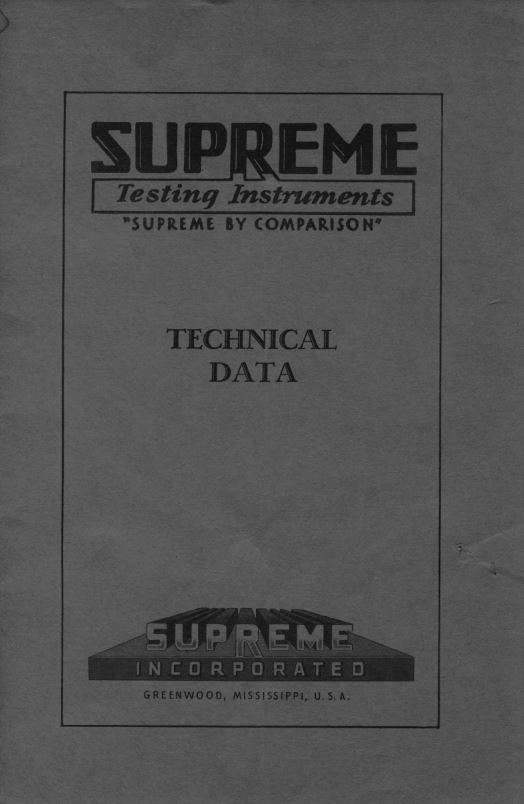 SUPREME
Testing Instruments
"SUPREME BY COMPARISON"
TECHNICAL
DATA
SUPREME
INCORPORATED
GREENWOOD, MISSISSIPPI, U.S.A.